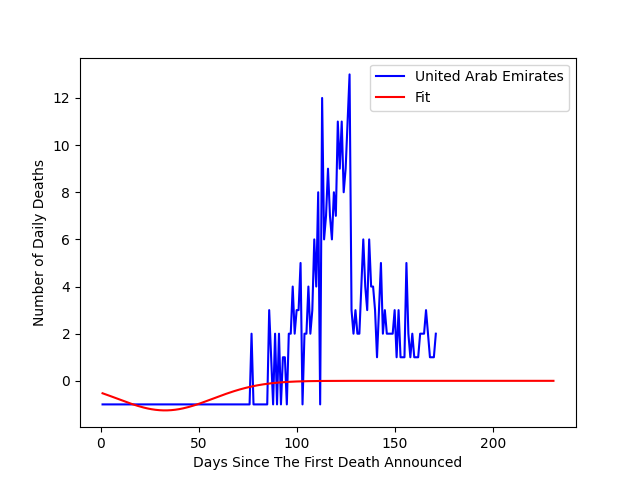 United Arab Emirates
Fit
12
10
8
6
4
2
0
Number of Daily Deaths
0 50 100 150 200
Days Since The First Death Announced